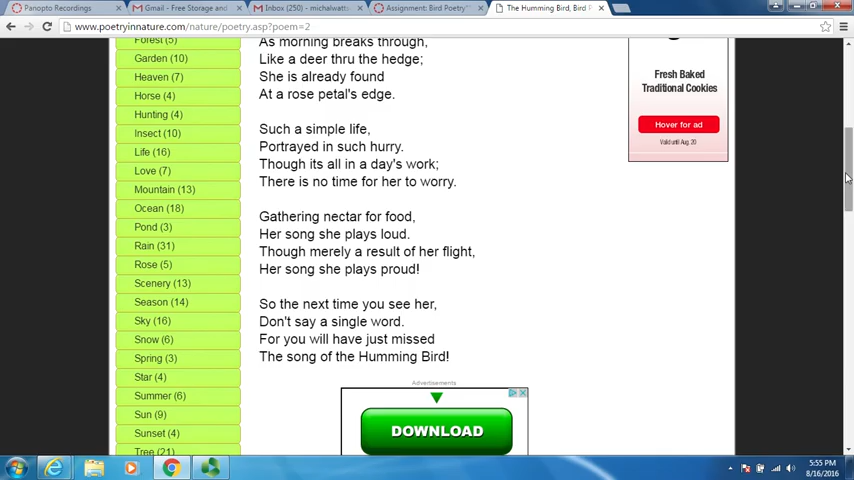 Panopto Recordings
Gmail - Free Storage and
Inbox (250) - michalwatts
Assignment: Bird Poetry
The Humming Bird, Bird P
www.poetryinnature.com/nature/poetry.asp?poem=2
Forest (5)
Garden (10)
Heaven (7)
Horse (4)
Hunting (4)
Insect (10)
Life (16)
Love (7)
Mountain (13)
Ocean (18)
Pond (3)
Rain (31)
Rose (5)
Scenery (13)
Season (14)
Sky (16)
Snow (6)
Spring (3)
Star (4)
Summer (6)
Sun (9)
Sunset (4)
Tree (21)
As morning breaks through,
Like a deer thru the hedge;
She is already found
At a rose petal's edge.
Such a simple life,
Portrayed in such hurry.
Though its all in a day's work;
There is no time for her to worry.
Gathering nectar for food,
Her song she plays loud.
Though merely a result of her flight,
Her song she plays proud!
So the next time you see her,
Don't say a single word.
For you will have just missed
The song of the Humming Bird!
Advertisements
DOWNLOAD
Fresh Baked
Traditional Cookies
Hover for ad
Valid until Aug. 20
5:55 PM
8/16/2016